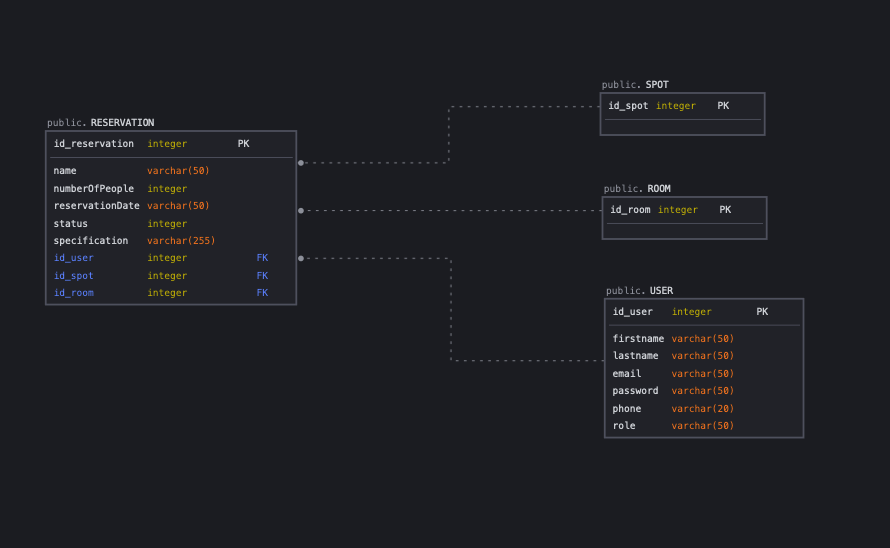 public. RESERVATION
id_reservation integer PK
name varchar(50)
numberOfPeople integer
reservationDate varchar(50)
status integer
specification varchar(255)
id_user integer FK
id_spot integer FK
id_room integer FK
public. SPOT
id_spot integer PK
public. ROOM
id_room integer PK
public. USER
id_user integer PK
firstname varchar(50)
lastname varchar(50)
email varchar(50)
password varchar(50)
phone varchar(20)
role varchar(50)